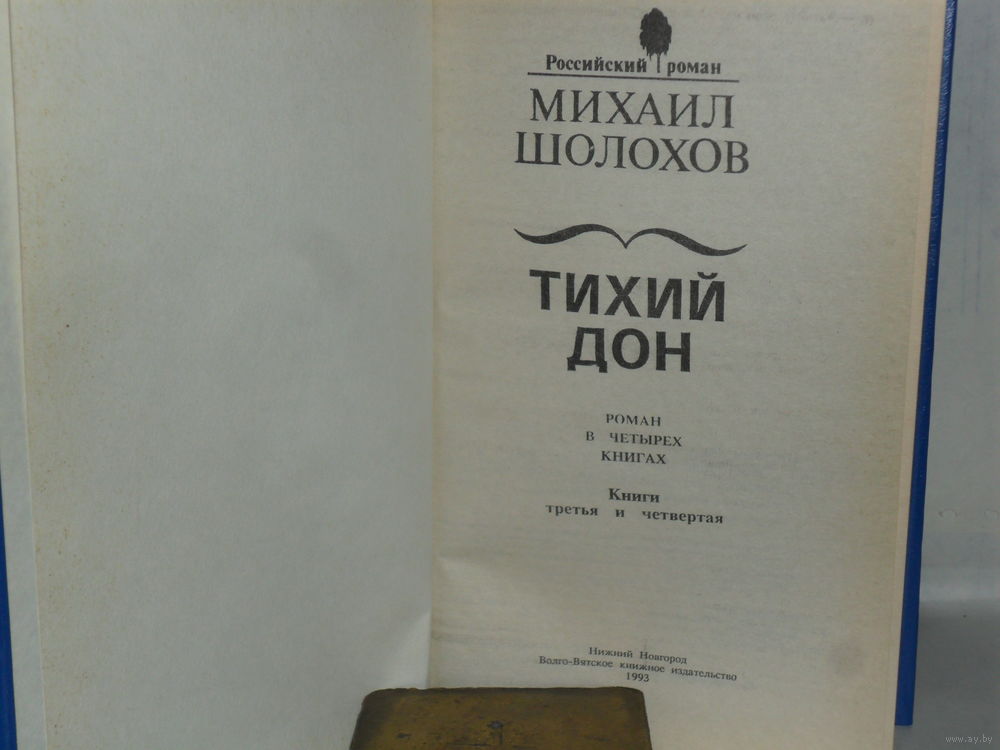 Российский роман
МИХАИЛ
ШОЛОХОВ
ТИХИЙ
ДОН
РОМАН
В ЧЕТЫРЕХ
КНИГАХ
Книги
третья и четвертая
Нижний Новгород
Волго-Вятское книжное издательство
1993
www.ay.by